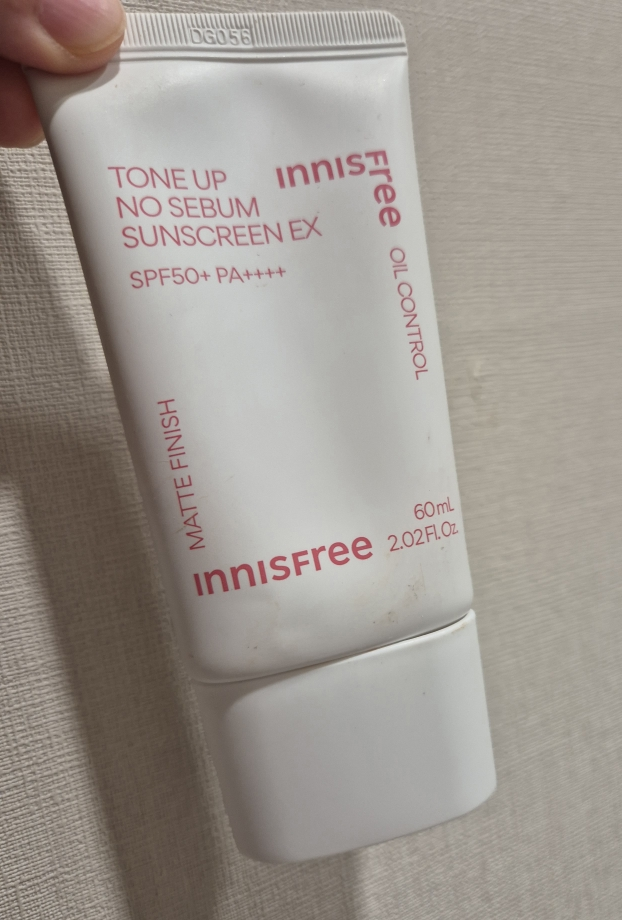 DG056
TONE UP
NO SEBUM
SUNSCREEN EX
SPF50+ PA++++
innisfree
OIL CONTROL
MATTE FINISH
innisfree
60mL
2.02Fl.Oz